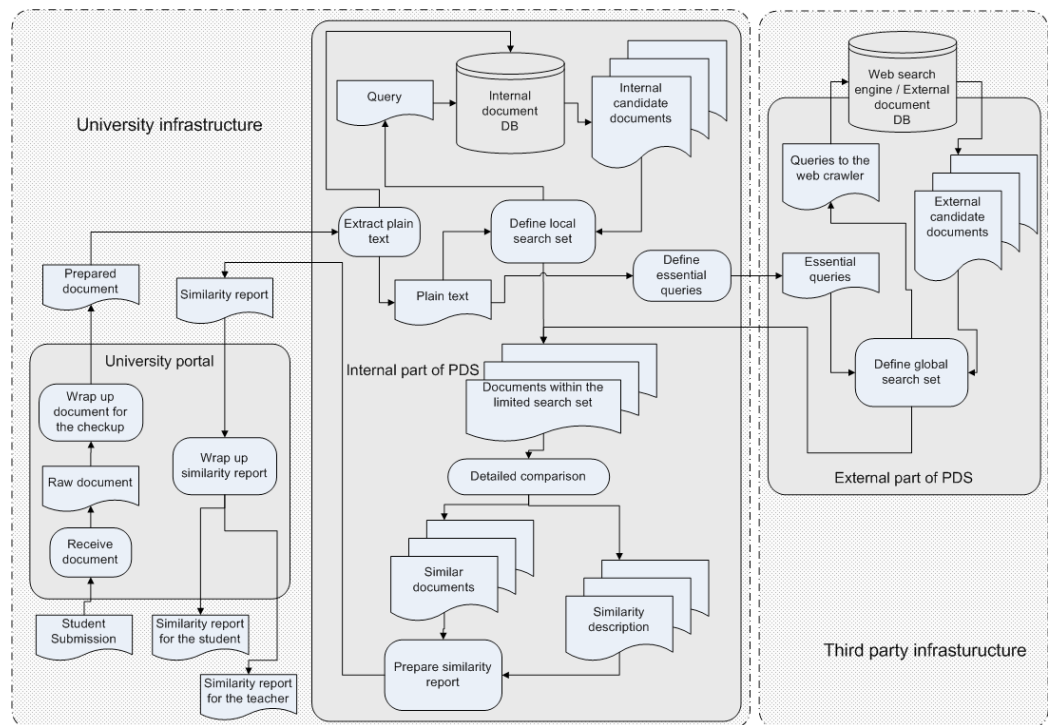 University infrastructure
Query
Internal
document
DB
Internal
candidate
documents
Web search
engine / External
document
DB
Queries to the
web crawler
External
candidate
documents
Extract plain
text
Define local
search set
Define
essential
queries
Essential
queries
Prepared
document
Similarity report
Plain text
Define global
search set
University portal
Internal part of PDS
Documents within the
limited search set
Wrap up
document for
the checkup
Wrap up
similarity report
Detailed comparison
External part of PDS
Raw document
Receive
document
Similar
documents
Similarity
description
Student
Submission
Similarity report
for the student
Similarity report
for the teacher
Prepare similarity
report
Third party infrasturucture